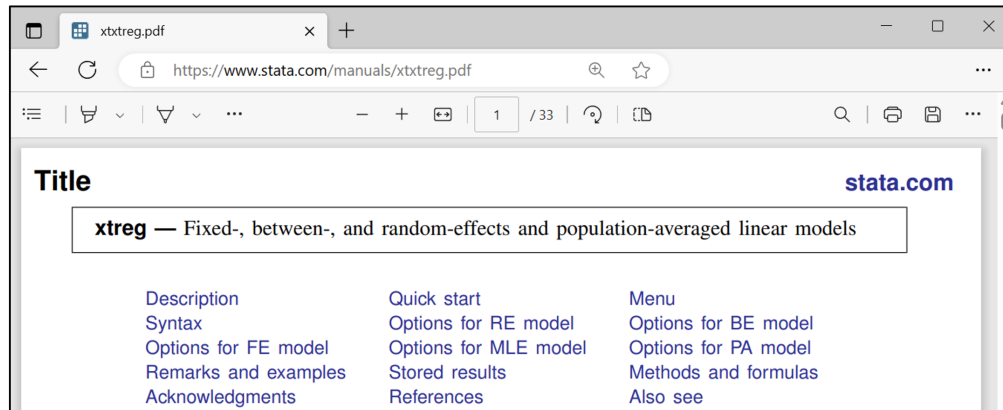 xtxtreg.pdf
https://www.stata.com/manuals/xtxtreg.pdf
1 / 33
Title stata.com
xtreg — Fixed-, between-, and random-effects and population-averaged linear models
Description Quick start Menu
Syntax Options for RE model Options for BE model
Options for FE model Options for MLE model Options for PA model
Remarks and examples Stored results Methods and formulas
Acknowledgments References Also see